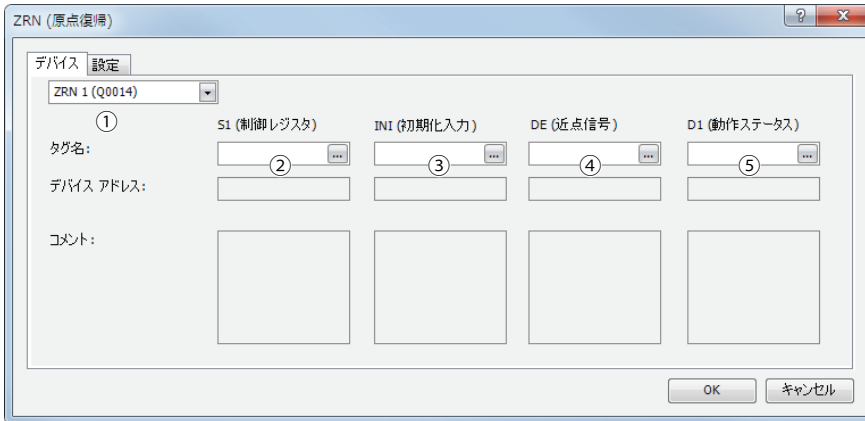 ZRN (原点復帰)
? X
デバイス 設定
ZRN 1 (Q0014)
① S1 (制御レジスタ) INI (初期化入力) DE (近点信号) D1 (動作ステータス)
タグ名: ② ... ③ ... ④ ... ⑤ ...
デバイス アドレス:
コメント:
OK キャンセル